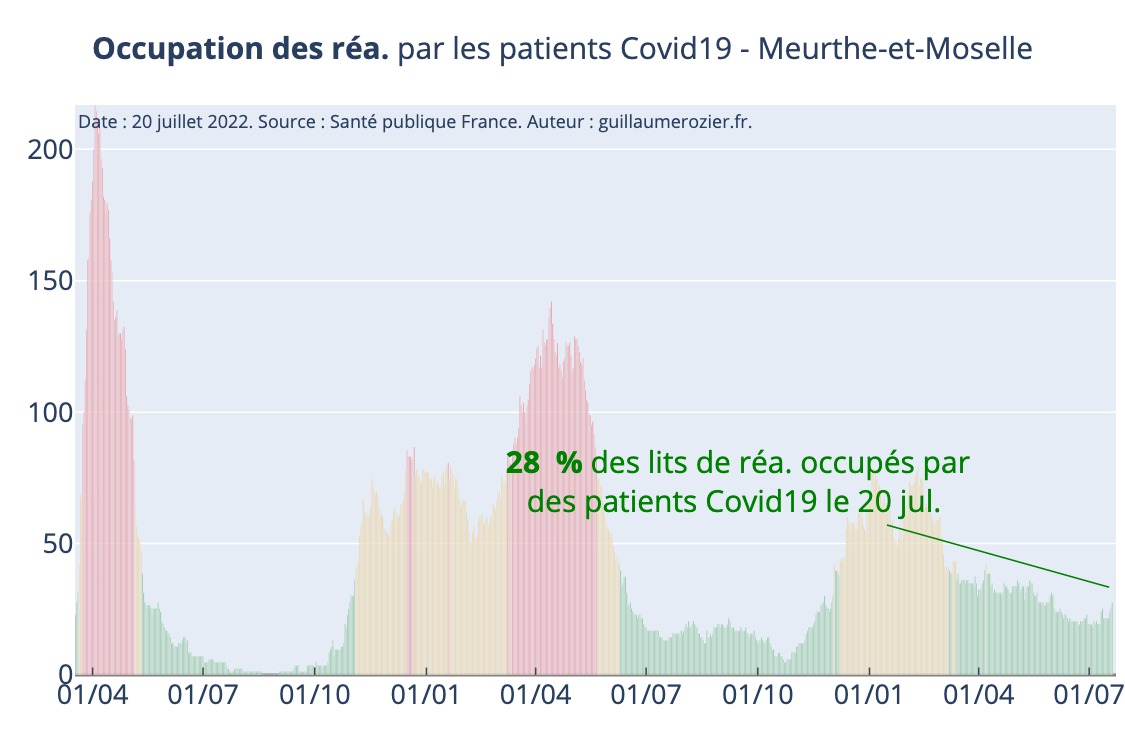 Occupation des réa. par les patients Covid19 - Meurthe-et-Moselle
Date : 20 juillet 2022. Source : Santé publique France. Auteur : guillaumerozier.fr.
200
150
100
28 % des lits de réa. occupés par
des patients Covid19 le 20 jul.
50
0
01/04 01/07 01/10 01/01 01/04 01/07 01/10 01/01 01/04 01/07